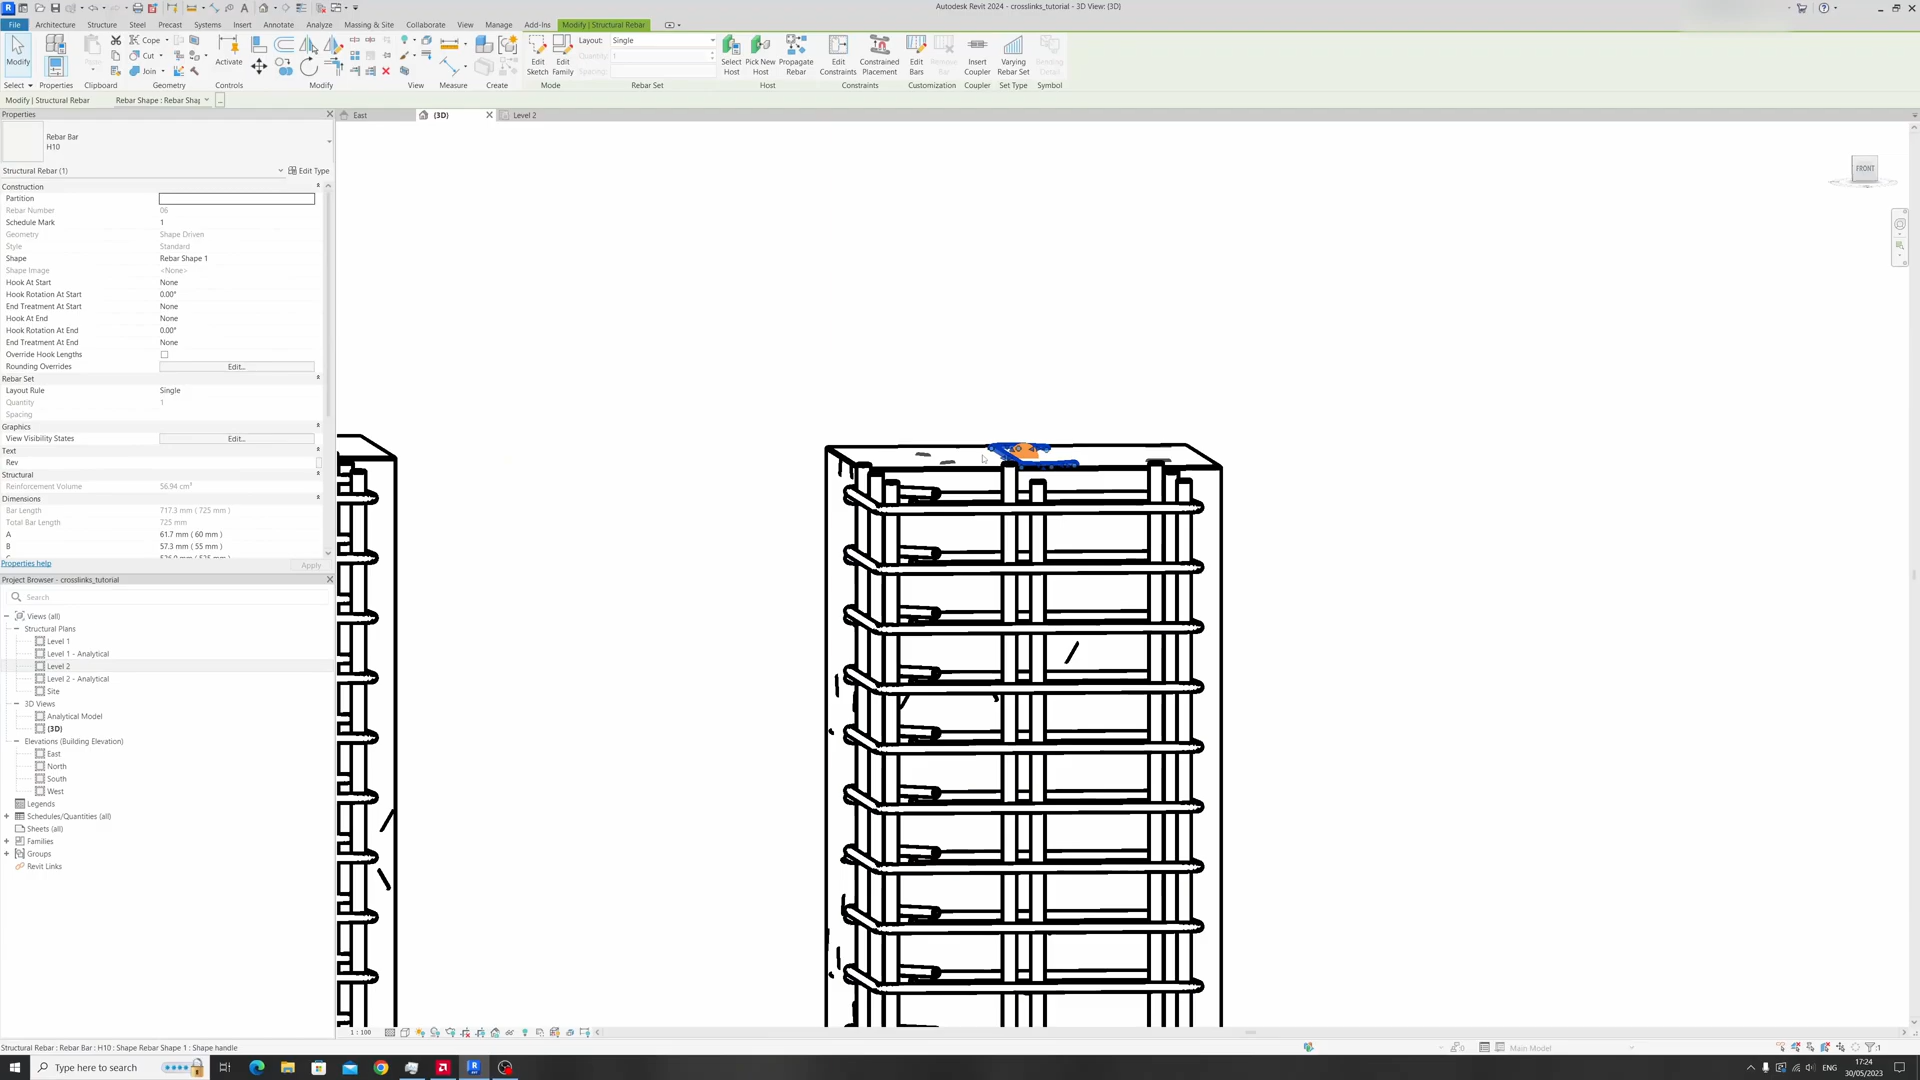 Autodesk Revit 2024 - crosslinks_tutorial - 3D View: {3D}
File Architecture Structure Steel Precast Systems Insert Annotate Analyze Massing & Site Collaborate View Manage Add-Ins Modify | Structural Rebar
Cope
Cut
Join
Modify
Activate
Layout: Single
Quantity: 1
Spacing:
Edit Sketch
Edit Family
Select Host
Pick New Host
Propagate Rebar
Edit Constraints
Constrained Placement
Edit Bars
Remove Bar
Insert Coupler
Varying Rebar Set
Bending Detail
Select Properties Clipboard Geometry Controls Modify View Measure Create Mode Rebar Set Host Constraints Customization Coupler Set Type Symbol
Modify | Structural Rebar Rebar Shape : Rebar Shap
Properties
East {3D} Level 2
FRONT
Rebar Bar
H10
Structural Rebar (1) Edit Type
Construction
Partition
Rebar Number 06
Schedule Mark 1
Geometry Shape Driven
Style Standard
Shape Rebar Shape 1
Shape Image <None>
Hook At Start None
Hook Rotation At Start 0.00°
End Treatment At Start None
Hook At End None
Hook Rotation At End 0.00°
End Treatment At End None
Override Hook Lengths
Rounding Overrides Edit...
Rebar Set
Layout Rule Single
Quantity 1
Spacing
Graphics
View Visibility States Edit...
Text
Rev
Structural
Reinforcement Volume 56.94 cm³
Dimensions
Bar Length 717.3 mm ( 725 mm )
Total Bar Length 725 mm
A 61.7 mm ( 60 mm )
B 57.3 mm ( 55 mm )
Properties help Apply
Project Browser - crosslinks_tutorial
Search
Views (all)
Structural Plans
Level 1
Level 1 - Analytical
Level 2
Level 2 - Analytical
Site
3D Views
Analytical Model
{3D}
Elevations (Building Elevation)
East
North
South
West
Legends
Schedules/Quantities (all)
Sheets (all)
Families
Groups
Revit Links
1 : 100
Structural Rebar : Rebar Bar : H10 : Shape Rebar Shape 1 : Shape handle
:0
Main Model
:1
Type here to search
ENG
17:24
30/05/2023